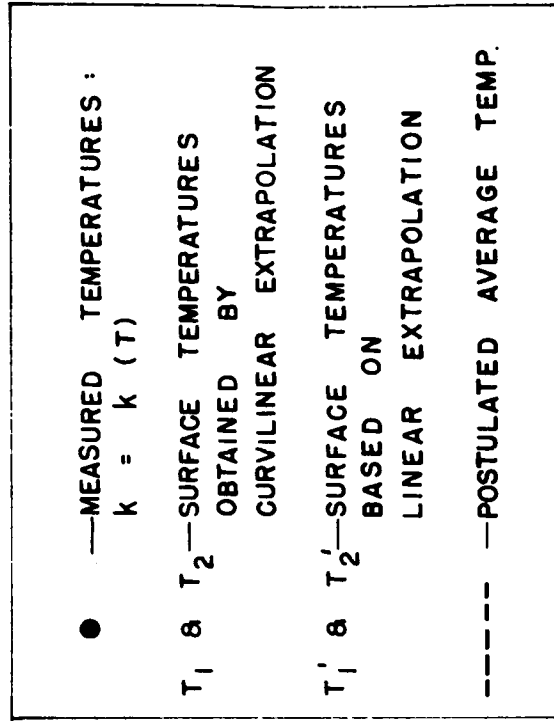 ● —MEASURED TEMPERATURES :
k = k (T)
T₁ & T₂—SURFACE TEMPERATURES
OBTAINED BY
CURVILINEAR EXTRAPOLATION
T₁' & T₂'—SURFACE TEMPERATURES
BASED ON
LINEAR EXTRAPOLATION
----- —POSTULATED AVERAGE TEMP.